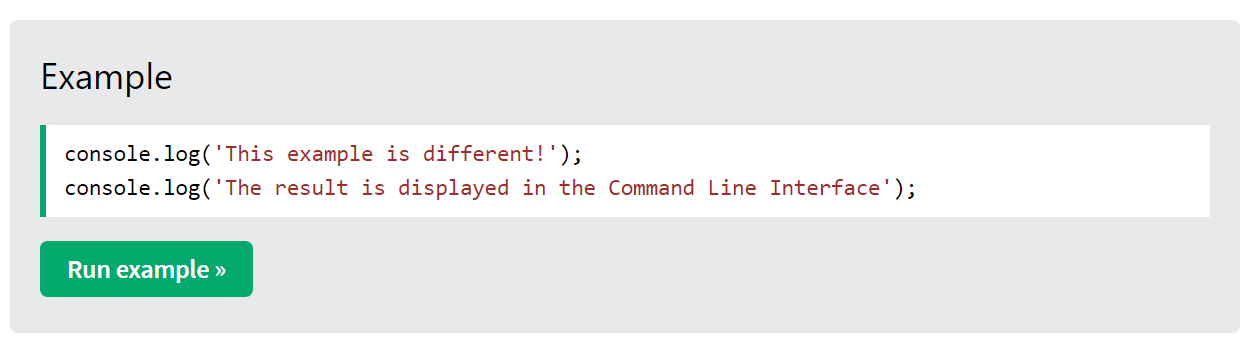 Example
console.log('This example is different!');
console.log('The result is displayed in the Command Line Interface');
Run example »